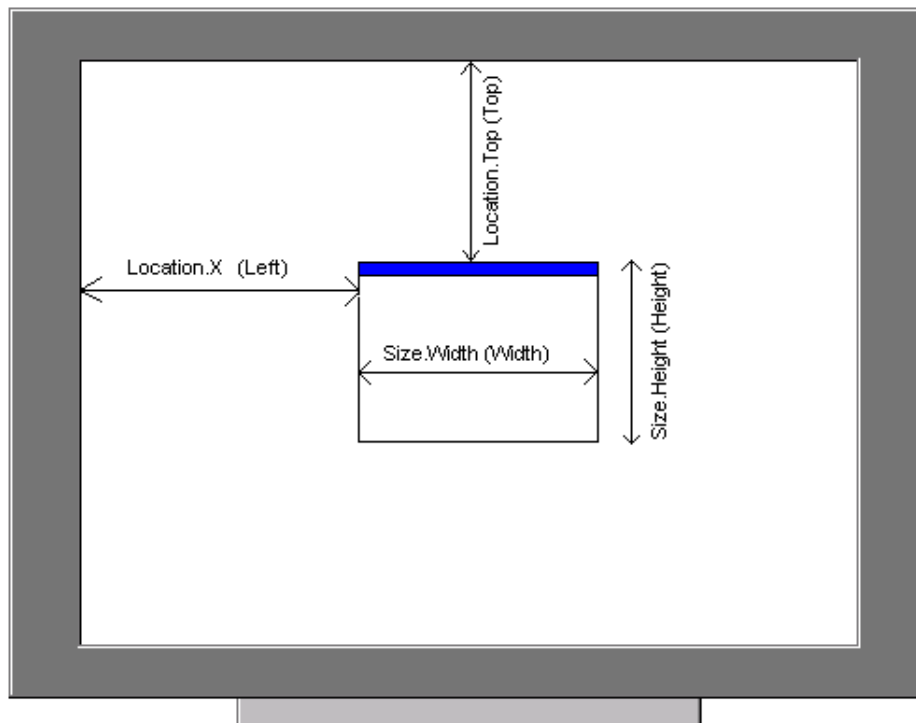 Location.Top (Top)
Location.X (Left)
Size.Width (Width)
Size.Height (Height)